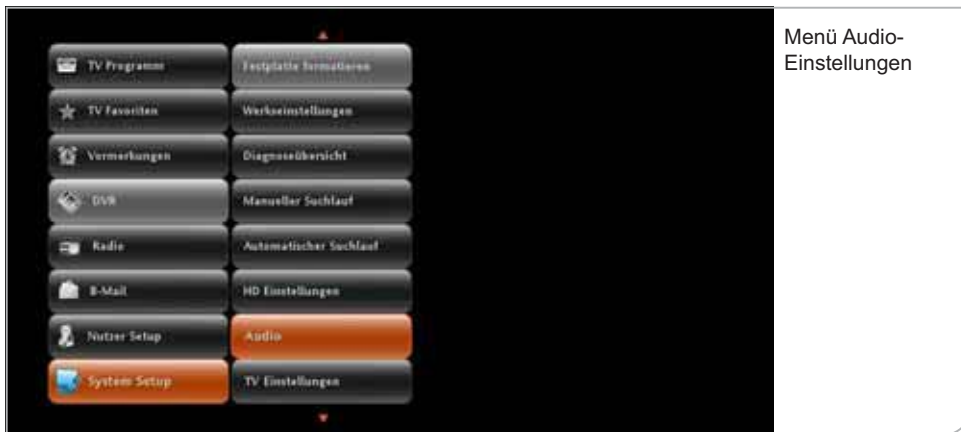 TV Programm
TV Favoriten
Vormerkungen
DVR
Radio
E-Mail
Nutzer Setup
System Setup
Festplatte formatieren
Werkseinstellungen
Diagnoseübersicht
Manueller Suchlauf
Automatischer Suchlauf
HD Einstellungen
Audio
TV Einstellungen
Menü Audio-
Einstellungen